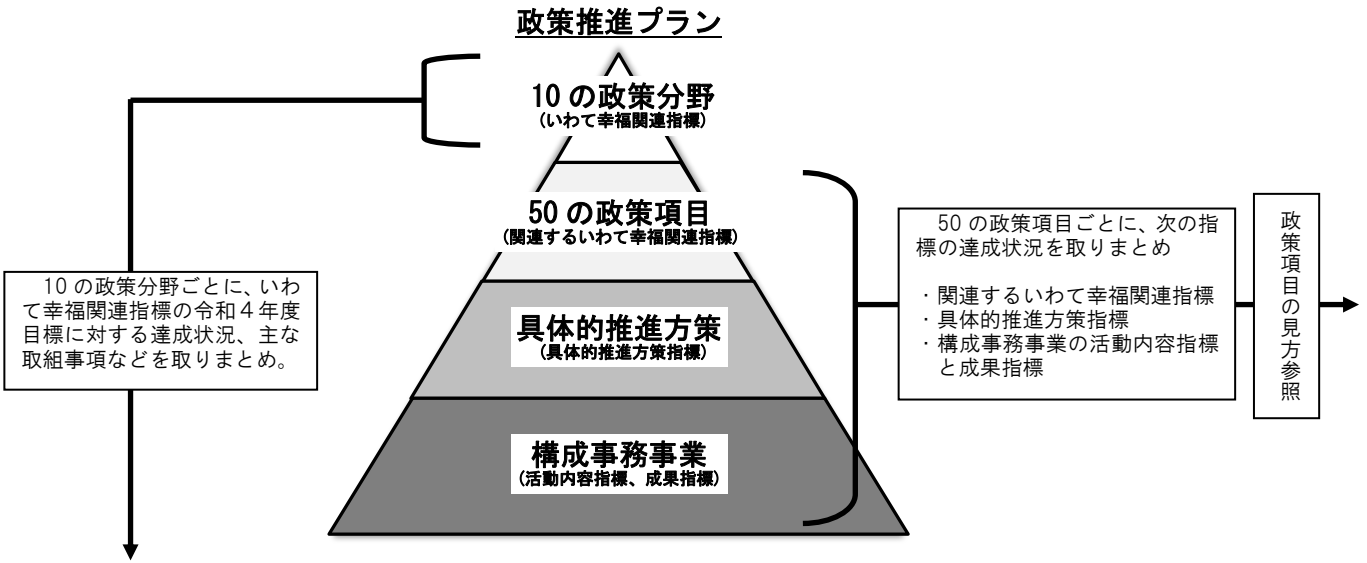 政策推進プラン
10 の政策分野
(いわて幸福関連指標)
50 の政策項目
(関連するいわて幸福関連指標)
具体的推進方策
(具体的推進方策指標)
構成事務事業
(活動内容指標、成果指標)
10 の政策分野ごとに、いわ
て幸福関連指標の令和４年度
目標に対する達成状況、主な
取組事項などを取りまとめ。
50 の政策項目ごとに、次の指
標の達成状況を取りまとめ
・関連するいわて幸福関連指標
・具体的推進方策指標
・構成事務事業の活動内容指標
と成果指標
政策項目の見方参照